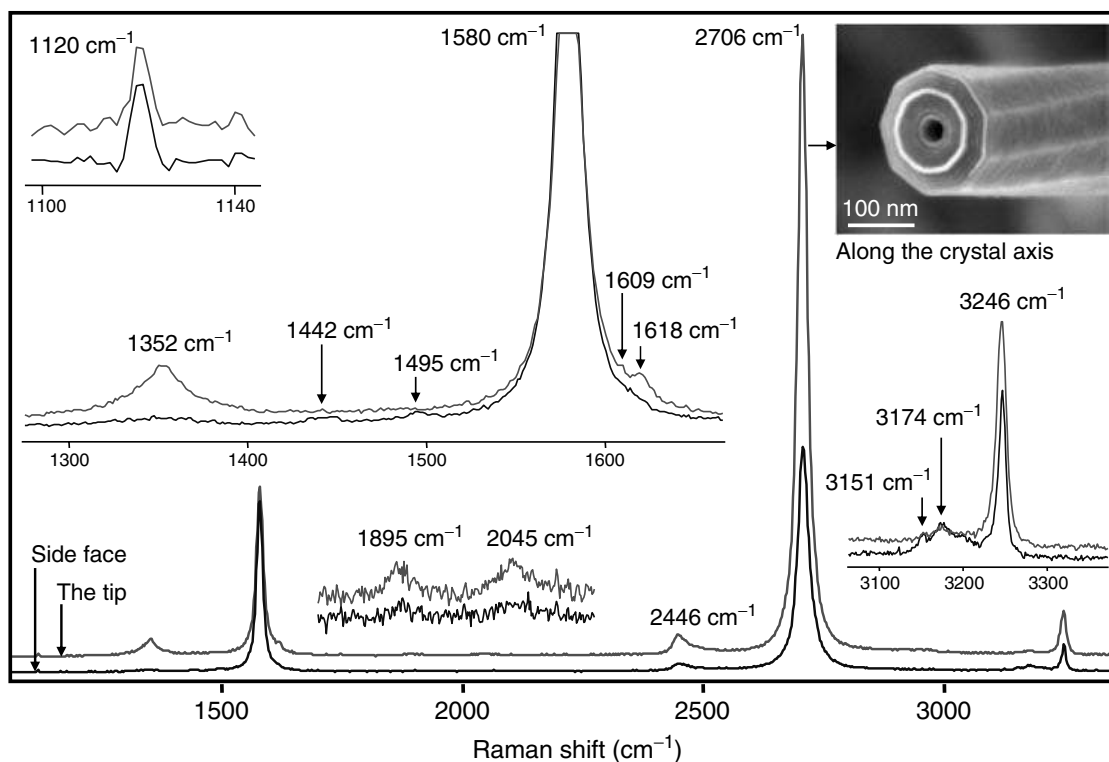 1120 cm⁻¹
1580 cm⁻¹
2706 cm⁻¹
100 nm
Along the crystal axis
1100
1140
1352 cm⁻¹
1442 cm⁻¹
1495 cm⁻¹
1609 cm⁻¹
1618 cm⁻¹
1300
1400
1500
1600
3246 cm⁻¹
3174 cm⁻¹
3151 cm⁻¹
3100
3200
3300
Side face
The tip
1895 cm⁻¹
2045 cm⁻¹
2446 cm⁻¹
1500
2000
2500
3000
Raman shift (cm⁻¹)